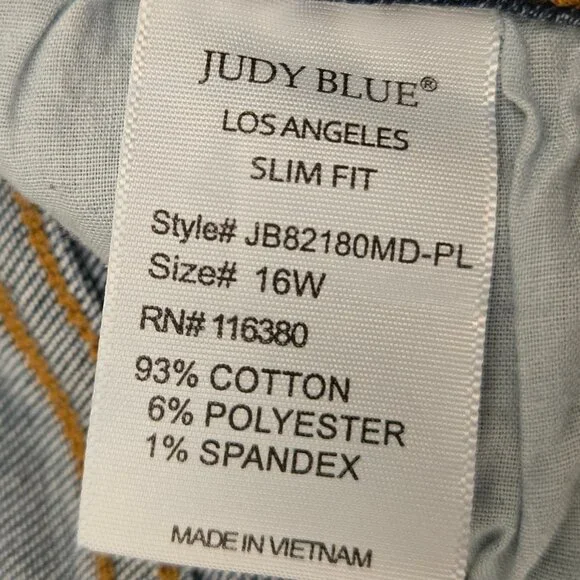 JUDY BLUE®
LOS ANGELES
SLIM FIT
Style# JB82180MD-PL
Size# 16W
RN# 116380
93% COTTON
6% POLYESTER
1% SPANDEX
MADE IN VIETNAM